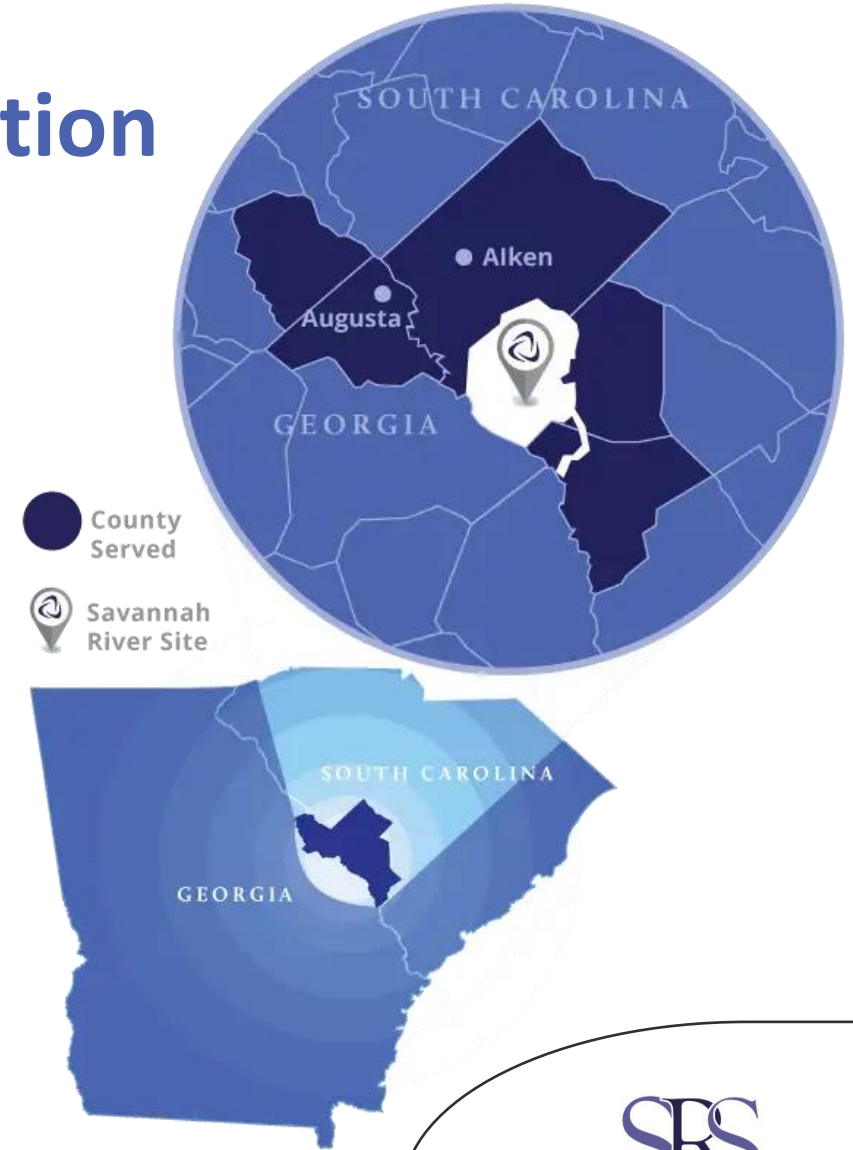 tion
SOUTH CAROLINA
Aiken
Augusta
GEORGIA
County
Served
Savannah
River Site
SOUTH CAROLINA
GEORGIA
SRS